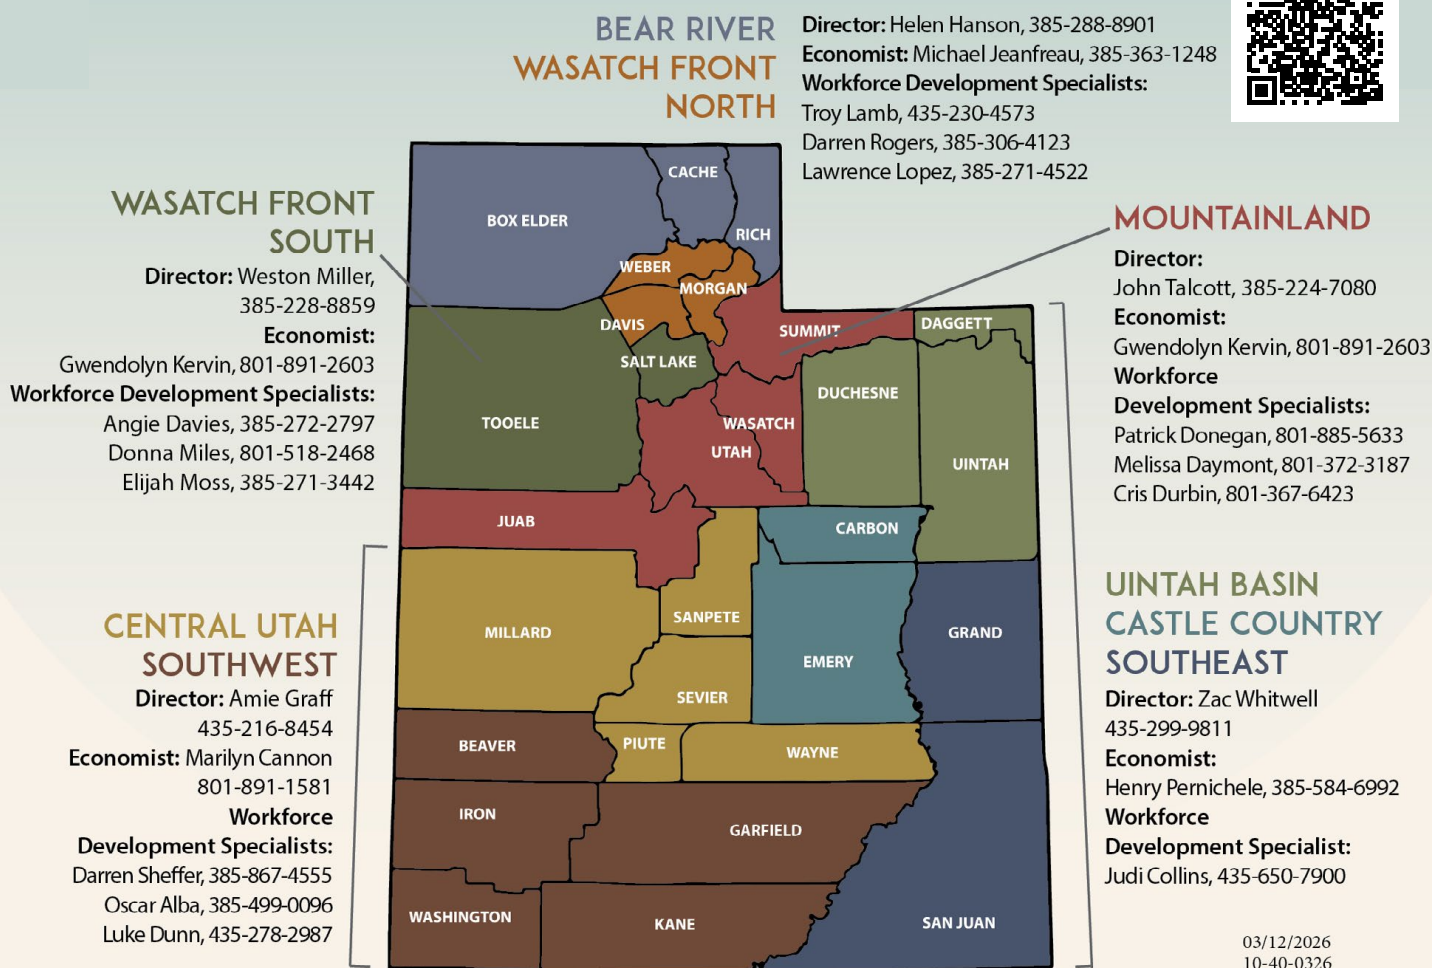 BEAR RIVER
WASATCH FRONT
NORTH
Director: Helen Hanson, 385-288-8901
Economist: Michael Jeanfreau, 385-363-1248
Workforce Development Specialists:
Troy Lamb, 435-230-4573
Darren Rogers, 385-306-4123
Lawrence Lopez, 385-271-4522
WASATCH FRONT
SOUTH
Director: Weston Miller,
385-228-8859
Economist:
Gwendolyn Kervin, 801-891-2603
Workforce Development Specialists:
Angie Davies, 385-272-2797
Donna Miles, 801-518-2468
Elijah Moss, 385-271-3442
MOUNTAINLAND
Director:
John Talcott, 385-224-7080
Economist:
Gwendolyn Kervin, 801-891-2603
Workforce
Development Specialists:
Patrick Donegan, 801-885-5633
Melissa Daymont, 801-372-3187
Cris Durbin, 801-367-6423
CENTRAL UTAH
SOUTHWEST
Director: Amie Graff
435-216-8454
Economist: Marilyn Cannon
801-891-1581
Workforce
Development Specialists:
Darren Sheffer, 385-867-4555
Oscar Alba, 385-499-0096
Luke Dunn, 435-278-2987
UINTAH BASIN
CASTLE COUNTRY
SOUTHEAST
Director: Zac Whitwell
435-299-9811
Economist:
Henry Pernichele, 385-584-6992
Workforce
Development Specialist:
Judi Collins, 435-650-7900
CACHE
BOX ELDER
RICH
WEBER
MORGAN
DAVIS
SUMMIT
DAGGETT
SALT LAKE
DUCHESNE
TOOELE
WASATCH
UTAH
UINTAH
JUAB
CARBON
SANPETE
MILLARD
GRAND
EMERY
SEVIER
BEAVER
PIUTE
WAYNE
IRON
GARFIELD
WASHINGTON
KANE
SAN JUAN
03/12/2026
10-40-0326